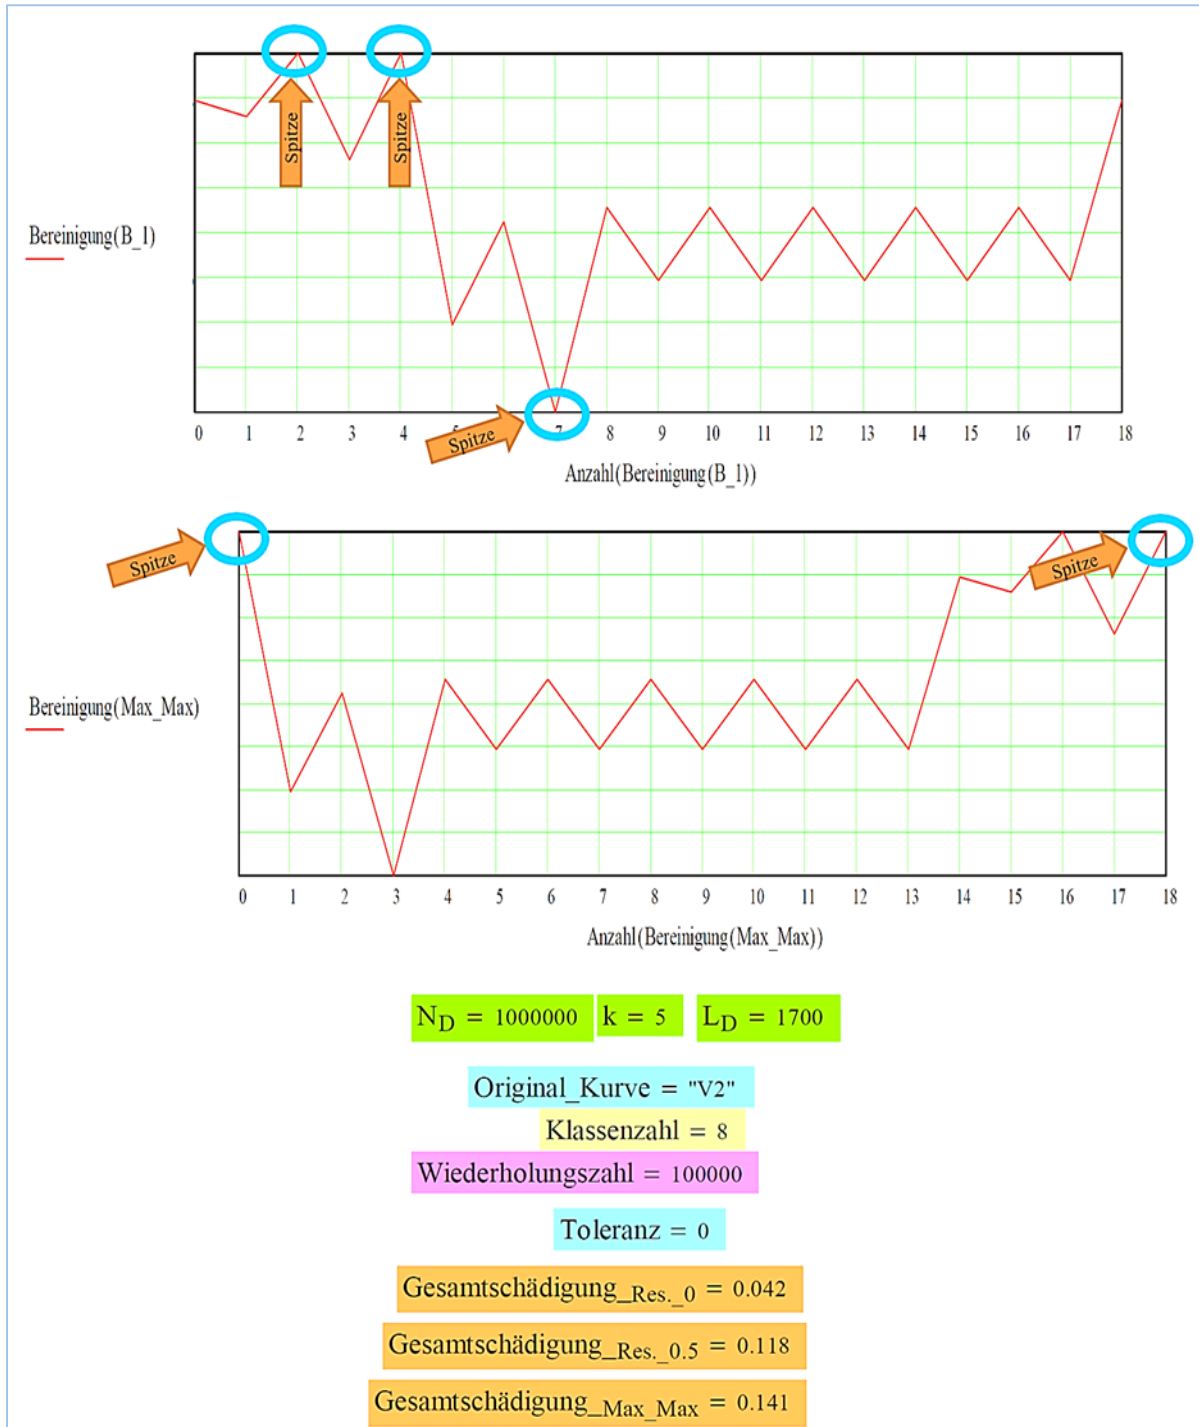 Spitze Spitze
Bereinigung(B_1)
Spitze
0 1 2 3 4 5 6 7 8 9 10 11 12 13 14 15 16 17 18
Anzahl(Bereinigung(B_1))
Spitze
Spitze
Bereinigung(Max_Max)
0 1 2 3 4 5 6 7 8 9 10 11 12 13 14 15 16 17 18
Anzahl(Bereinigung(Max_Max))
N_D = 1000000 k = 5 L_D = 1700
Original_Kurve = "V2"
Klassenzahl = 8
Wiederholungszahl = 100000
Toleranz = 0
Gesamtschädigung_Res._0 = 0.042
Gesamtschädigung_Res._0.5 = 0.118
Gesamtschädigung_Max_Max = 0.141